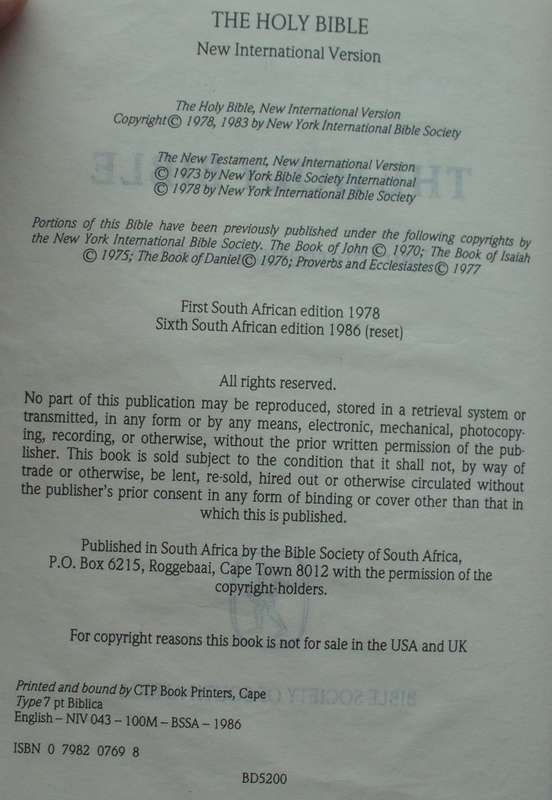 THE HOLY BIBLE
New International Version
The Holy Bible, New International Version
Copyright © 1978, 1983 by New York International Bible Society
The New Testament, New International Version
© 1973 by New York Bible Society International
© 1978 by New York International Bible Society
Portions of this Bible have been previously published under the following copyrights by
the New York International Bible Society. The Book of John © 1970; The Book of Isaiah
© 1975; The Book of Daniel © 1976; Proverbs and Ecclesiastes © 1977
First South African edition 1978
Sixth South African edition 1986 (reset)
All rights reserved.
No part of this publication may be reproduced, stored in a retrieval system or
transmitted, in any form or by any means, electronic, mechanical, photocopy-
ing, recording, or otherwise, without the prior written permission of the pub-
lisher. This book is sold subject to the condition that it shall not, by way of
trade or otherwise, be lent, re-sold, hired out or otherwise circulated without
the publisher's prior consent in any form of binding or cover other than that in
which this is published.
Published in South Africa by the Bible Society of South Africa,
P.O. Box 6215, Roggebaai, Cape Town 8012 with the permission of the
copyright-holders.
For copyright reasons this book is not for sale in the USA and UK
Printed and bound by CTP Book Printers, Cape
Type 7 pt Biblica
English – NIV 043 – 100M – BSSA – 1986
ISBN 0 7982 0769 8
BD5200